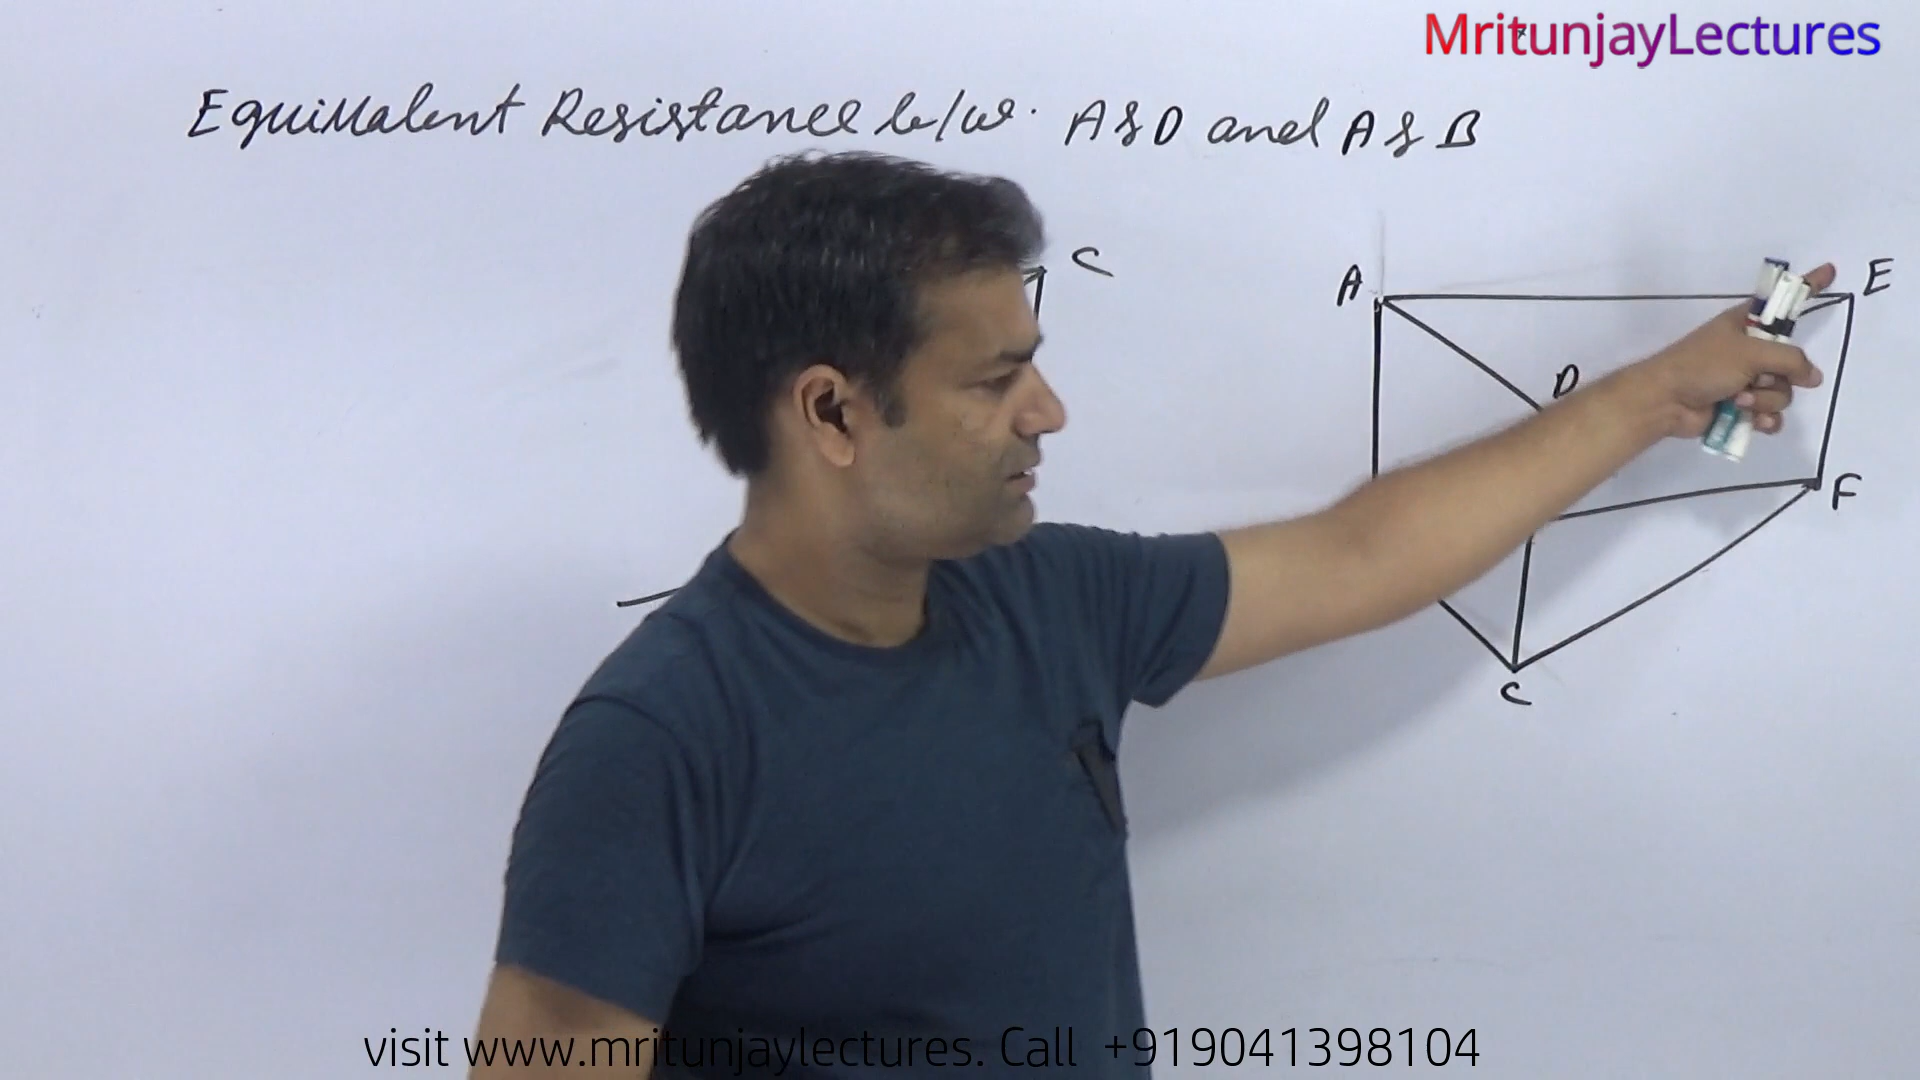 MritunjayLectures
Equivalent Resistance b/w. A & D and A & B
C
A
E
D
F
C
visit www.mritunjaylectures. Call +919041398104